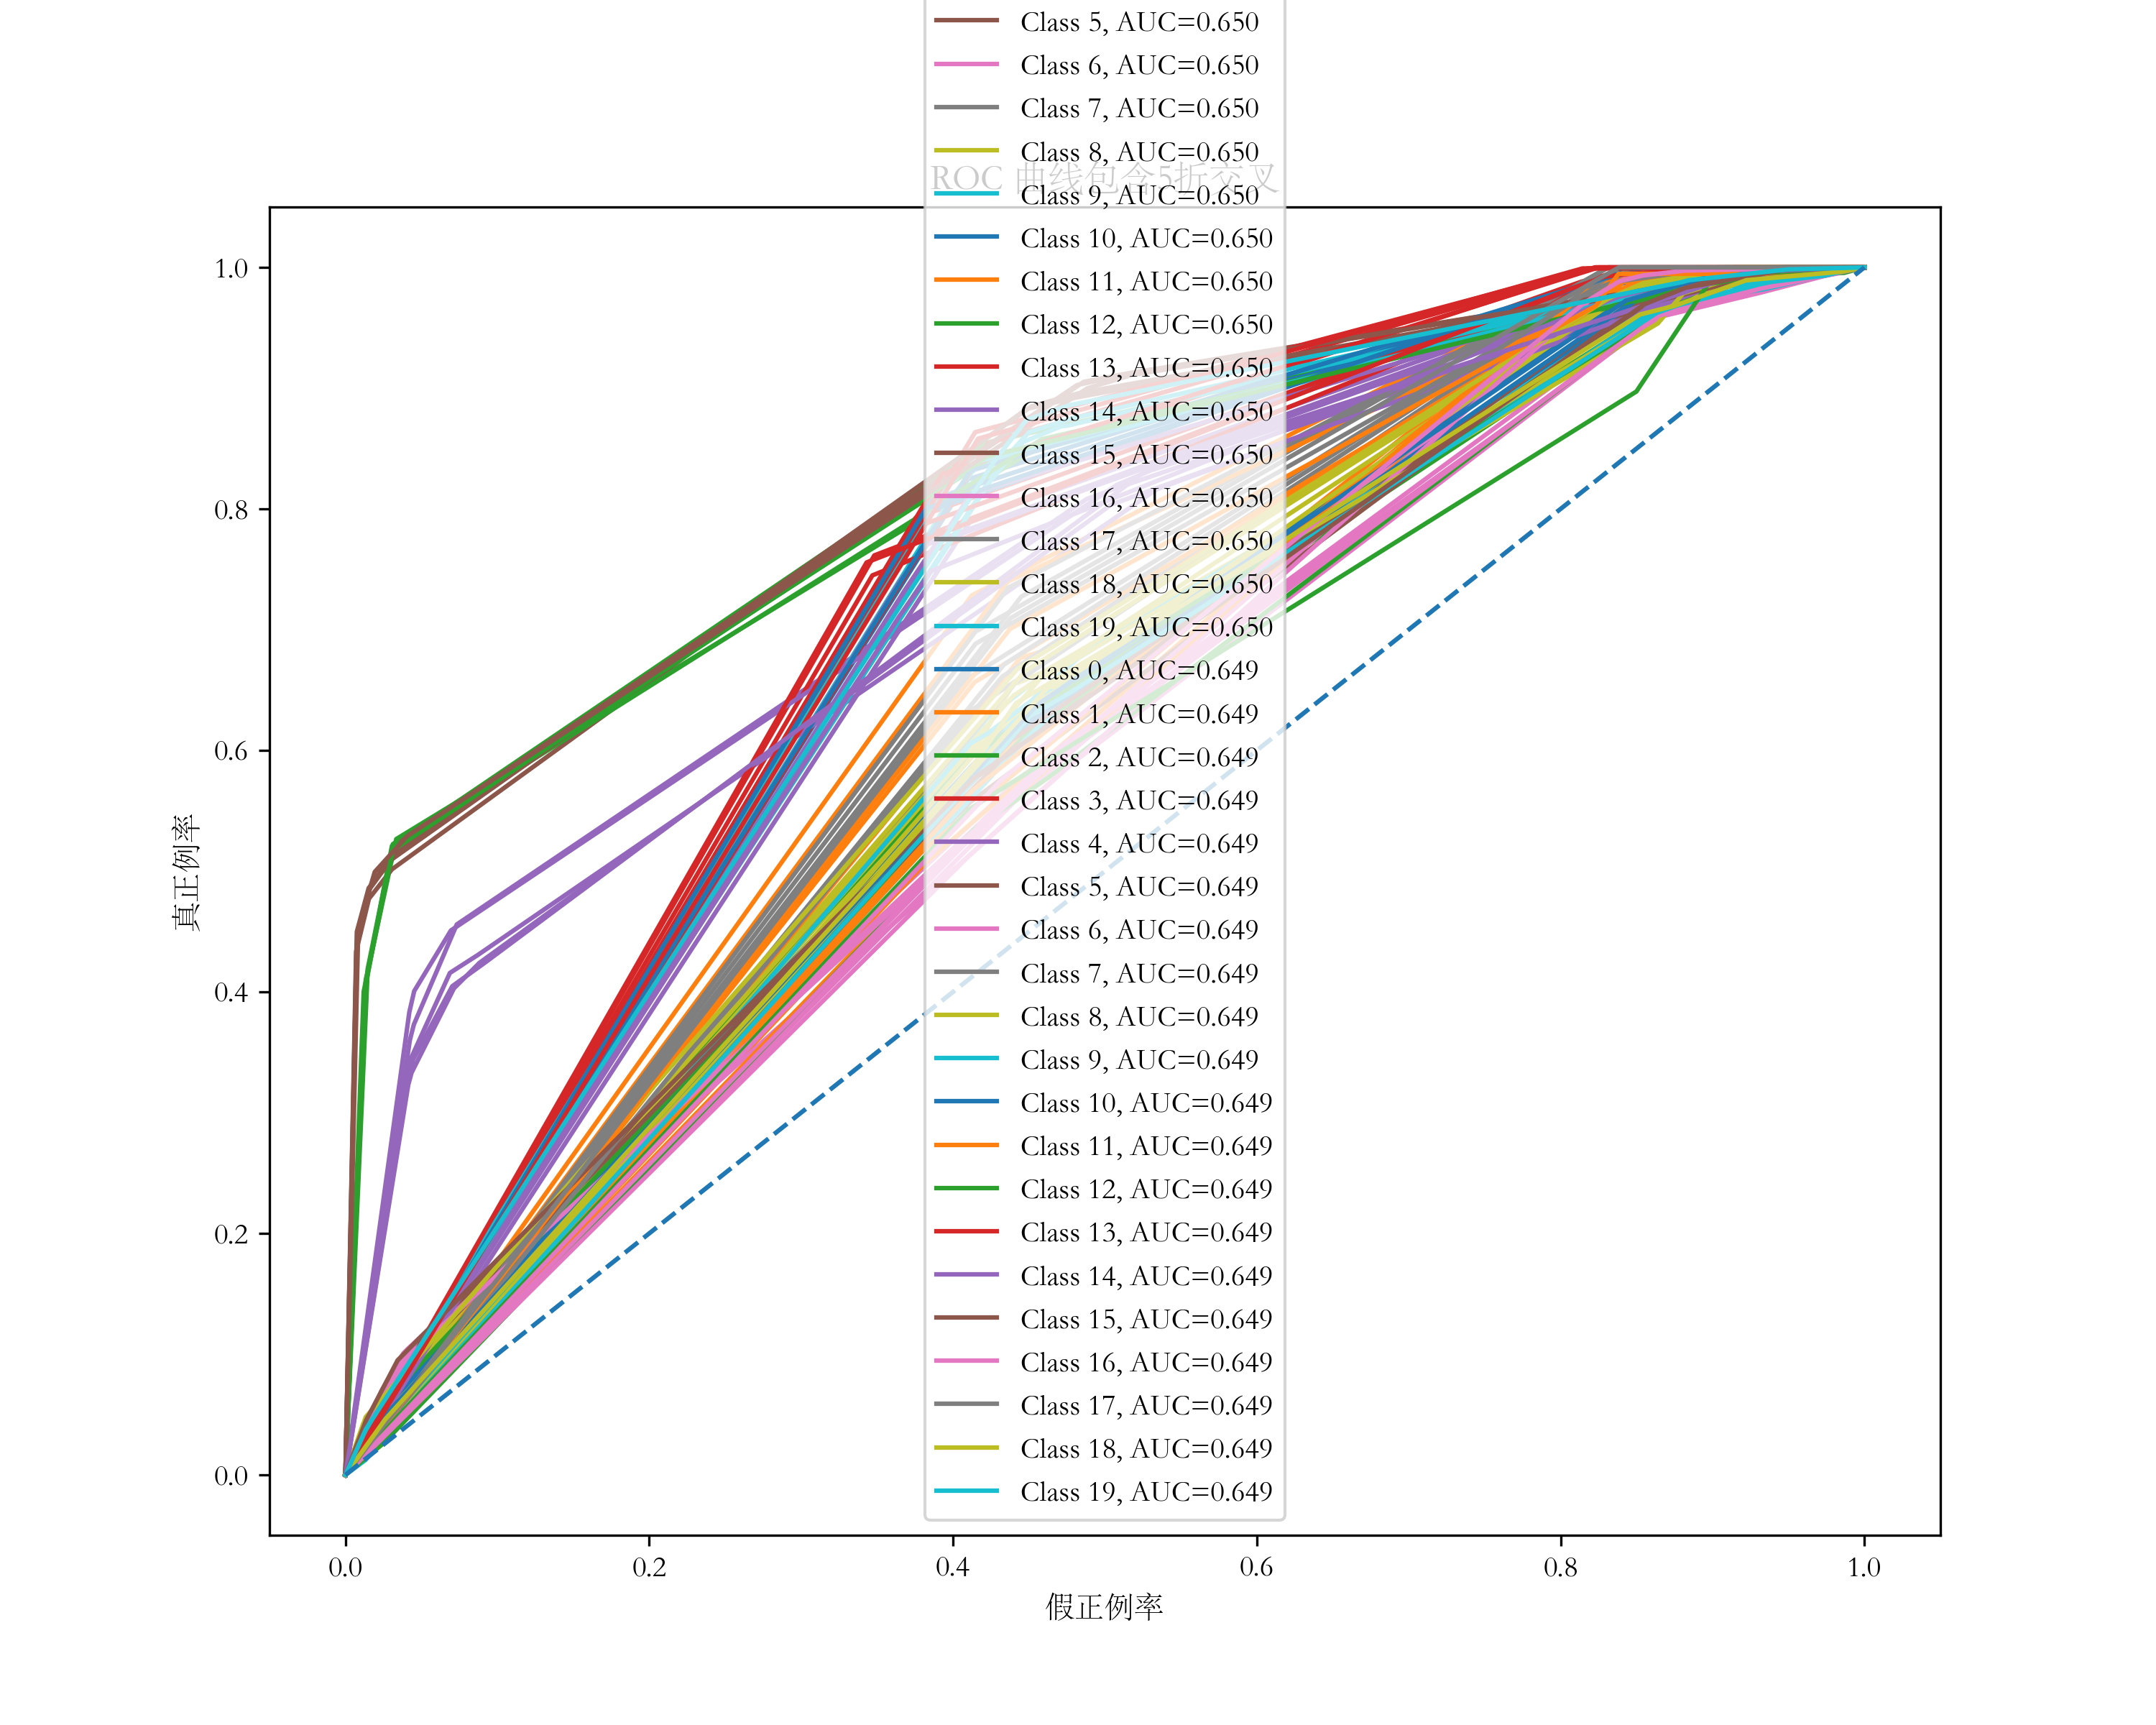 Class 5, AUC=0.650
Class 6, AUC=0.650
Class 7, AUC=0.650
Class 8, AUC=0.650
ROC 曲线包含5折交叉
Class 9, AUC=0.650
Class 10, AUC=0.650
Class 11, AUC=0.650
Class 12, AUC=0.650
Class 13, AUC=0.650
Class 14, AUC=0.650
Class 15, AUC=0.650
Class 16, AUC=0.650
Class 17, AUC=0.650
Class 18, AUC=0.650
Class 19, AUC=0.650
Class 0, AUC=0.649
Class 1, AUC=0.649
Class 2, AUC=0.649
Class 3, AUC=0.649
Class 4, AUC=0.649
Class 5, AUC=0.649
Class 6, AUC=0.649
Class 7, AUC=0.649
Class 8, AUC=0.649
Class 9, AUC=0.649
Class 10, AUC=0.649
Class 11, AUC=0.649
Class 12, AUC=0.649
Class 13, AUC=0.649
Class 14, AUC=0.649
Class 15, AUC=0.649
Class 16, AUC=0.649
Class 17, AUC=0.649
Class 18, AUC=0.649
Class 19, AUC=0.649
1.0
0.8
0.6
0.4
0.2
0.0
真正例率
0.0 0.2 0.4 0.6 0.8 1.0
假正例率